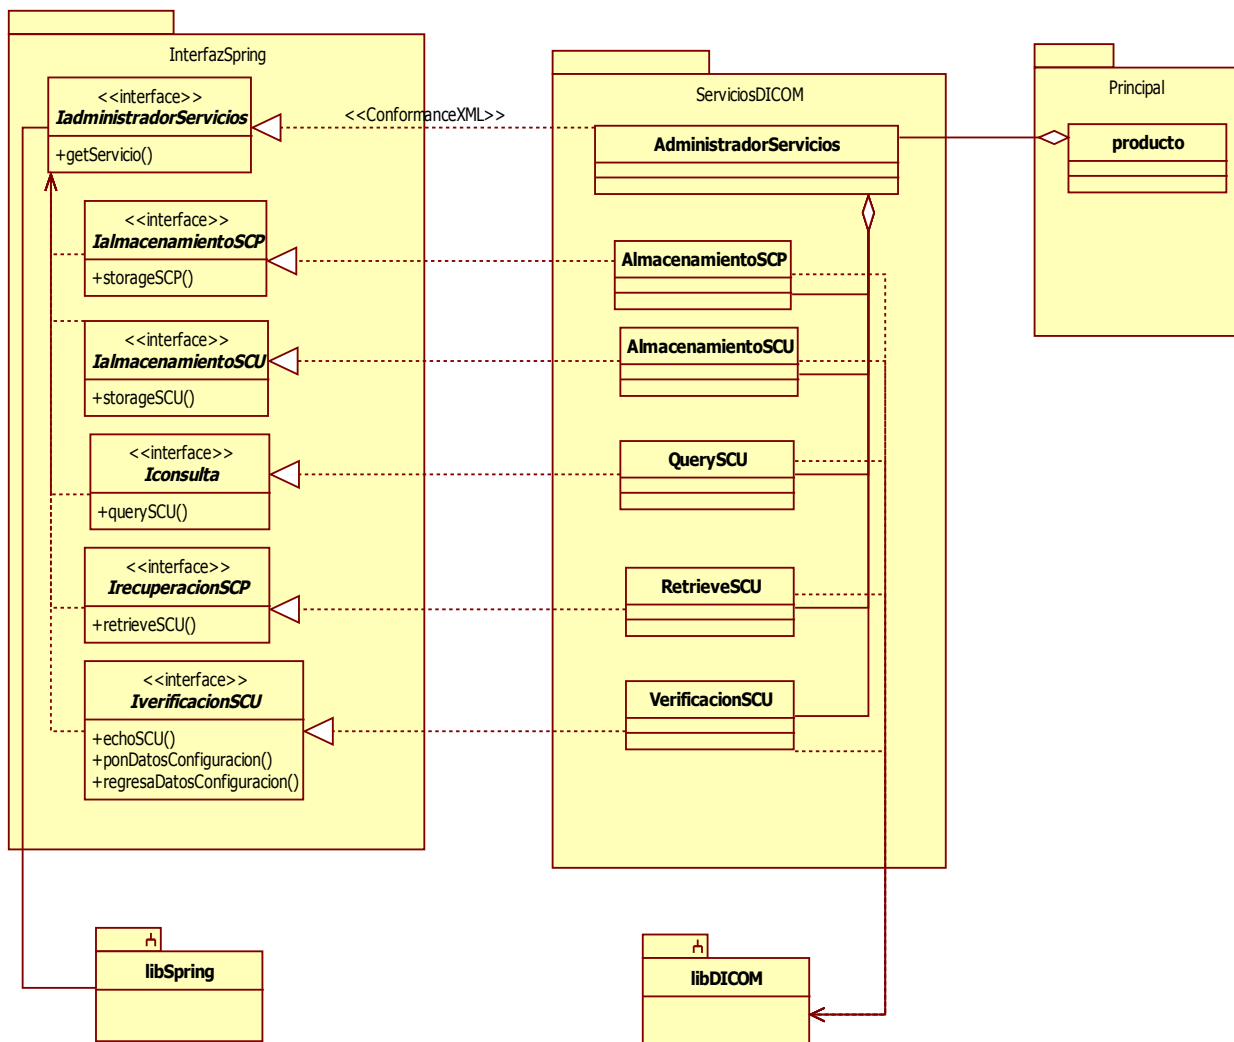 InterfazSpring
<<interface>>
IadministradorServicios
+getServicio()
<<interface>>
IalmacenamientoSCP
+storageSCP()
<<interface>>
IalmacenamientoSCU
+storageSCU()
<<interface>>
Iconsulta
+querySCU()
<<interface>>
IrecuperacionSCP
+retrieveSCU()
<<interface>>
IverificacionSCU
+echoSCU()
+ponDatosConfiguracion()
+regresaDatosConfiguracion()
<<ConformanceXML>>
ServiciosDICOM
AdministradorServicios
AlmacenamientoSCP
AlmacenamientoSCU
QuerySCU
RetrieveSCU
VerificacionSCU
Principal
producto
libSpring
libDICOM